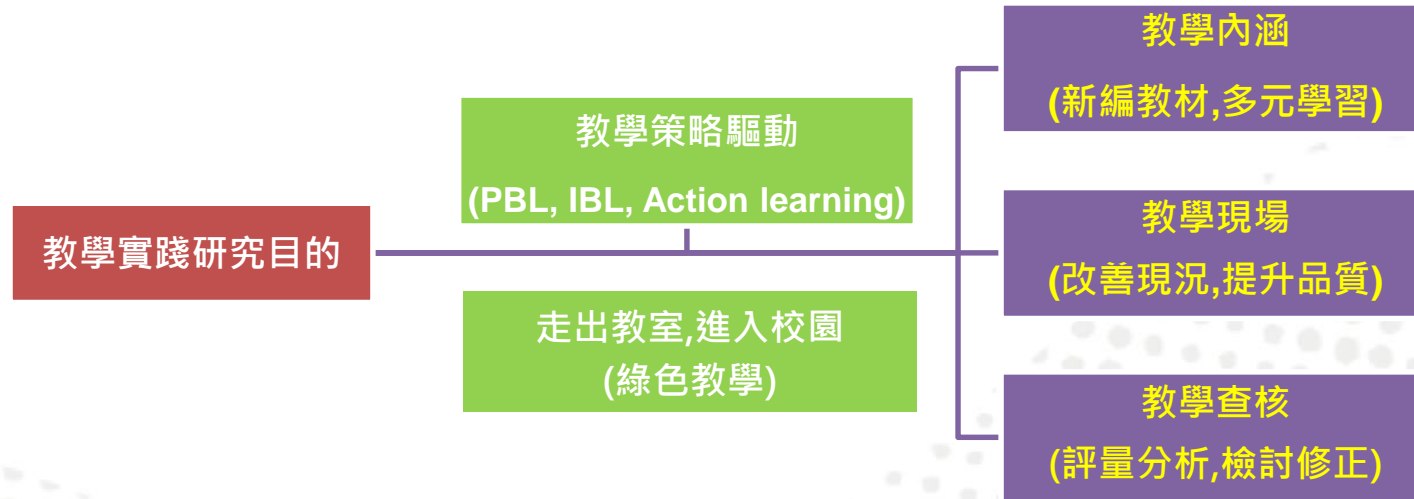 教學實踐研究目的
教學策略驅動
(PBL, IBL, Action learning)
走出教室,進入校園
(綠色教學)
教學內涵
(新編教材,多元學習)
教學現場
(改善現況,提升品質)
教學查核
(評量分析,檢討修正)